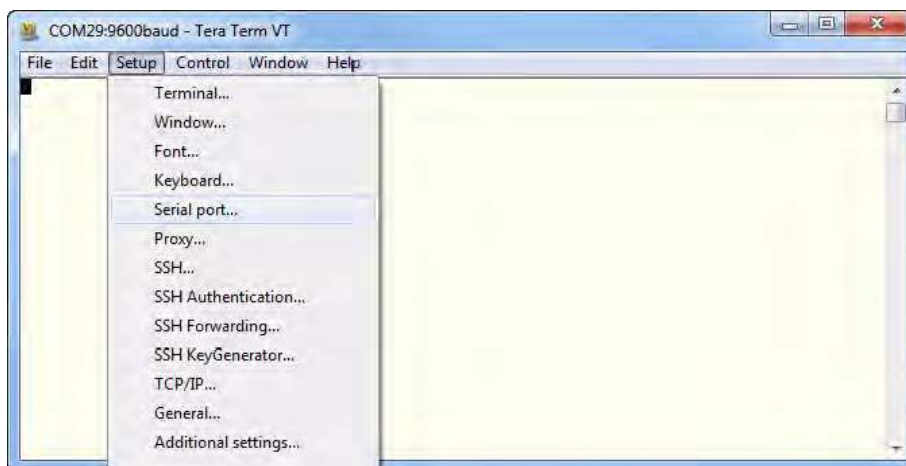 COM29:9600baud - Tera Term VT
File Edit Setup Control Window Help
Terminal...
Window...
Font...
Keyboard...
Serial port...
Proxy...
SSH...
SSH Authentication...
SSH Forwarding...
SSH KeyGenerator...
TCP/IP...
General...
Additional settings...